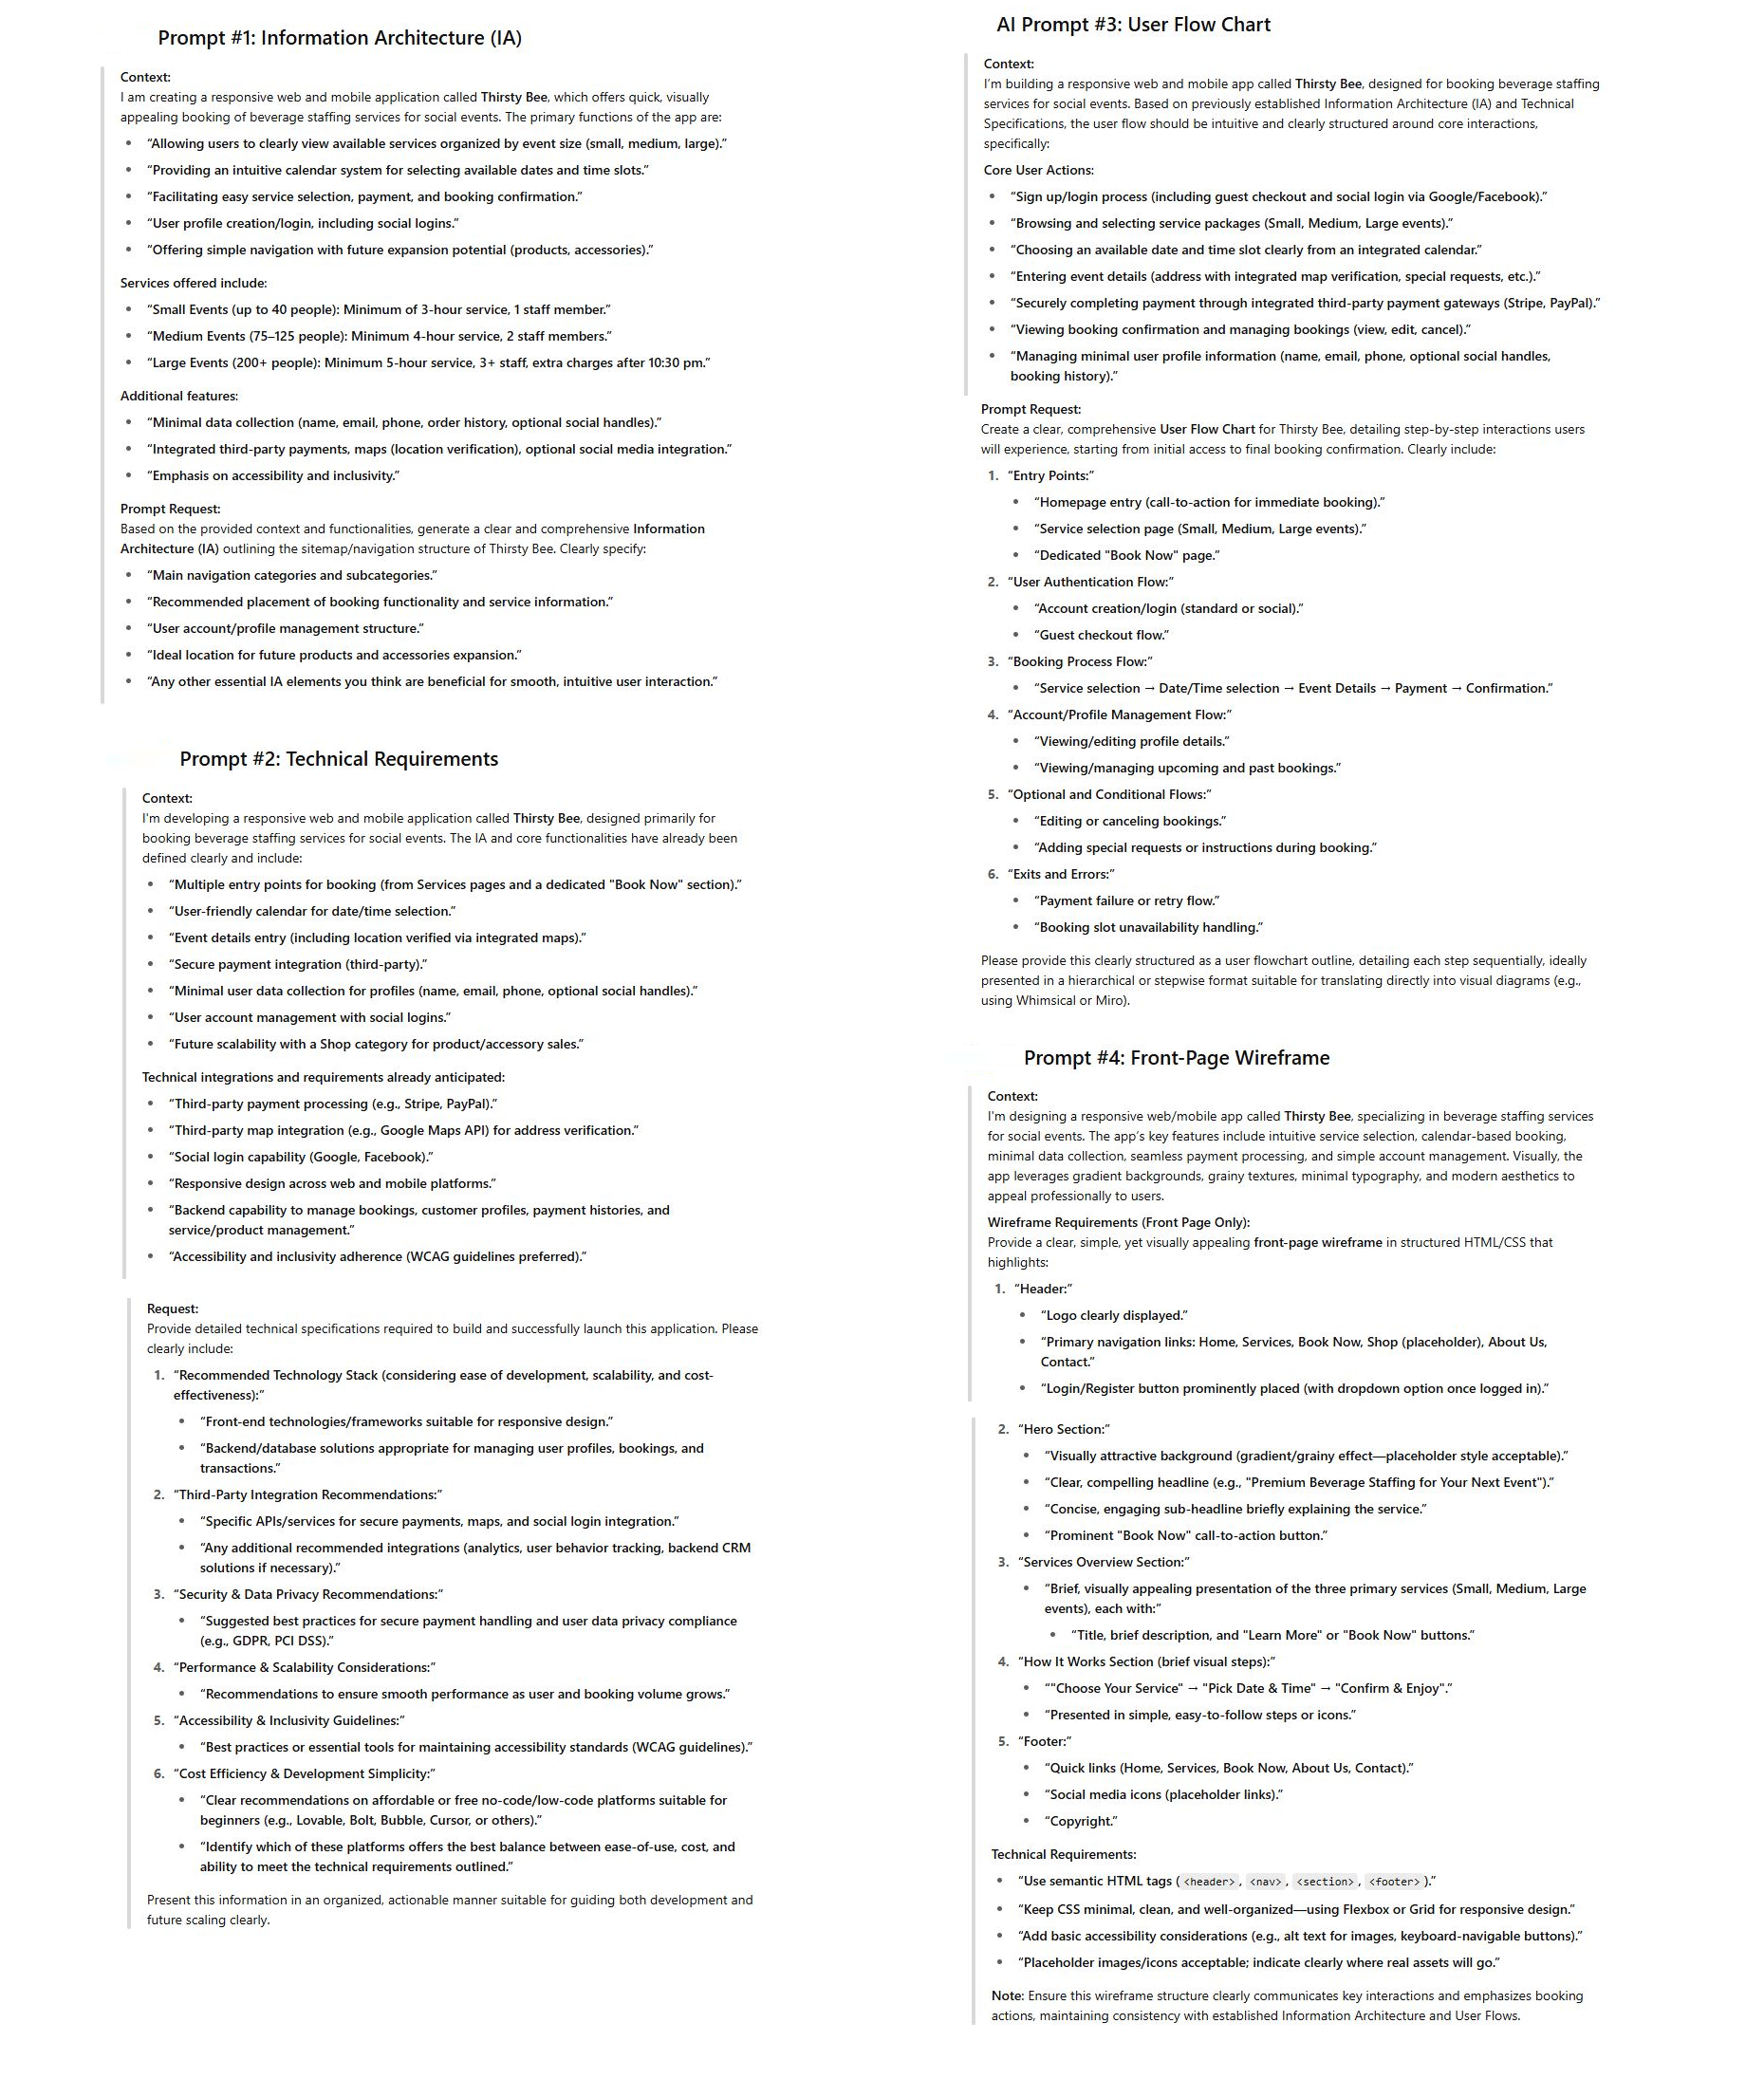 Prompt #1: Information Architecture (IA)
Context:
I am creating a responsive web and mobile application called Thirsty Bee, which offers quick, visually
appealing booking of beverage staffing services for social events. The primary functions of the app are:
• “Allowing users to clearly view available services organized by event size (small, medium, large).”
• “Providing an intuitive calendar system for selecting available dates and time slots.”
• “Facilitating easy service selection, payment, and booking confirmation.”
• “User profile creation/login, including social logins.”
• “Offering simple navigation with future expansion potential (products, accessories).”
Services offered include:
• “Small Events (up to 40 people): Minimum of 3-hour service, 1 staff member.”
• “Medium Events (75–125 people): Minimum 4-hour service, 2 staff members.”
• “Large Events (200+ people): Minimum 5-hour service, 3+ staff, extra charges after 10:30 pm.”
Additional features:
• “Minimal data collection (name, email, phone, order history, optional social handles).”
• “Integrated third-party payments, maps (location verification), optional social media integration.”
• “Emphasis on accessibility and inclusivity.”
Prompt Request:
Based on the provided context and functionalities, generate a clear and comprehensive Information
Architecture (IA) outlining the sitemap/navigation structure of Thirsty Bee. Clearly specify:
• “Main navigation categories and subcategories.”
• “Recommended placement of booking functionality and service information.”
• “User account/profile management structure.”
• “Ideal location for future products and accessories expansion.”
• “Any other essential IA elements you think are beneficial for smooth, intuitive user interaction.”
Prompt #2: Technical Requirements
Context:
I'm developing a responsive web and mobile application called Thirsty Bee, designed primarily for
booking beverage staffing services for social events. The IA and core functionalities have already been
defined clearly and include:
• “Multiple entry points for booking (from Services pages and a dedicated "Book Now" section).”
• “User-friendly calendar for date/time selection.”
• “Event details entry (including location verified via integrated maps).”
• “Secure payment integration (third-party).”
• “Minimal user data collection for profiles (name, email, phone, optional social handles).”
• “User account management with social logins.”
• “Future scalability with a Shop category for product/accessory sales.”
Technical integrations and requirements already anticipated:
• “Third-party payment processing (e.g., Stripe, PayPal).”
• “Third-party map integration (e.g., Google Maps API) for address verification.”
• “Social login capability (Google, Facebook).”
• “Responsive design across web and mobile platforms.”
• “Backend capability to manage bookings, customer profiles, payment histories, and
service/product management.”
• “Accessibility and inclusivity adherence (WCAG guidelines preferred).”
Request:
Provide detailed technical specifications required to build and successfully launch this application. Please
clearly include:
1. “Recommended Technology Stack (considering ease of development, scalability, and cost-
effectiveness):”
• “Front-end technologies/frameworks suitable for responsive design.”
• “Backend/database solutions appropriate for managing user profiles, bookings, and
transactions.”
2. “Third-Party Integration Recommendations:”
• “Specific APIs/services for secure payments, maps, and social login integration.”
• “Any additional recommended integrations (analytics, user behavior tracking, backend CRM
solutions if necessary).”
3. “Security & Data Privacy Recommendations:”
• “Suggested best practices for secure payment handling and user data privacy compliance
(e.g., GDPR, PCI DSS).”
4. “Performance & Scalability Considerations:”
• “Recommendations to ensure smooth performance as user and booking volume grows.”
5. “Accessibility & Inclusivity Guidelines:”
• “Best practices or essential tools for maintaining accessibility standards (WCAG guidelines).”
6. “Cost Efficiency & Development Simplicity:”
• “Clear recommendations on affordable or free no-code/low-code platforms suitable for
beginners (e.g., Lovable, Bolt, Bubble, Cursor, or others).”
• “Identify which of these platforms offers the best balance between ease-of-use, cost, and
ability to meet the technical requirements outlined.”
Present this information in an organized, actionable manner suitable for guiding both development and
future scaling clearly.
AI Prompt #3: User Flow Chart
Context:
I’m building a responsive web and mobile app called Thirsty Bee, designed for booking beverage staffing
services for social events. Based on previously established Information Architecture (IA) and Technical
Specifications, the user flow should be intuitive and clearly structured around core interactions,
specifically:
Core User Actions:
• “Sign up/login process (including guest checkout and social login via Google/Facebook).”
• “Browsing and selecting service packages (Small, Medium, Large events).”
• “Choosing an available date and time slot clearly from an integrated calendar.”
• “Entering event details (address with integrated map verification, special requests, etc.).”
• “Securely completing payment through integrated third-party payment gateways (Stripe, PayPal).”
• “Viewing booking confirmation and managing bookings (view, edit, cancel).”
• “Managing minimal user profile information (name, email, phone, optional social handles,
booking history).”
Prompt Request:
Create a clear, comprehensive User Flow Chart for Thirsty Bee, detailing step-by-step interactions users
will experience, starting from initial access to final booking confirmation. Clearly include:
1. “Entry Points:”
• “Homepage entry (call-to-action for immediate booking).”
• “Service selection page (Small, Medium, Large events).”
• “Dedicated "Book Now" page.”
2. “User Authentication Flow:”
• “Account creation/login (standard or social).”
• “Guest checkout flow.”
3. “Booking Process Flow:”
• “Service selection → Date/Time selection → Event Details → Payment → Confirmation.”
4. “Account/Profile Management Flow:”
• “Viewing/editing profile details.”
• “Viewing/managing upcoming and past bookings.”
5. “Optional and Conditional Flows:”
• “Editing or canceling bookings.”
• “Adding special requests or instructions during booking.”
6. “Exits and Errors:”
• “Payment failure or retry flow.”
• “Booking slot unavailability handling.”
Please provide this clearly structured as a user flowchart outline, detailing each step sequentially, ideally
presented in a hierarchical or stepwise format suitable for translating directly into visual diagrams (e.g.,
using Whimsical or Miro).
Prompt #4: Front-Page Wireframe
Context:
I'm designing a responsive web/mobile app called Thirsty Bee, specializing in beverage staffing services
for social events. The app’s key features include intuitive service selection, calendar-based booking,
minimal data collection, seamless payment processing, and simple account management. Visually, the
app leverages gradient backgrounds, grainy textures, minimal typography, and modern aesthetics to
appeal professionally to users.
Wireframe Requirements (Front Page Only):
Provide a clear, simple, yet visually appealing front-page wireframe in structured HTML/CSS that
highlights:
1. “Header:”
• “Logo clearly displayed.”
• “Primary navigation links: Home, Services, Book Now, Shop (placeholder), About Us,
Contact.”
• “Login/Register button prominently placed (with dropdown option once logged in).”
2. “Hero Section:”
• “Visually attractive background (gradient/grainy effect—placeholder style acceptable).”
• “Clear, compelling headline (e.g., "Premium Beverage Staffing for Your Next Event").”
• “Concise, engaging sub-headline briefly explaining the service.”
• “Prominent "Book Now" call-to-action button.”
3. “Services Overview Section:”
• “Brief, visually appealing presentation of the three primary services (Small, Medium, Large
events), each with:”
• “Title, brief description, and "Learn More" or "Book Now" buttons.”
4. “How It Works Section (brief visual steps):”
• “"Choose Your Service" → "Pick Date & Time" → "Confirm & Enjoy".”
• “Presented in simple, easy-to-follow steps or icons.”
5. “Footer:”
• “Quick links (Home, Services, Book Now, About Us, Contact).”
• “Social media icons (placeholder links).”
• “Copyright.”
Technical Requirements:
• “Use semantic HTML tags ( <header>, <nav>, <section>, <footer> ).”
• “Keep CSS minimal, clean, and well-organized—using Flexbox or Grid for responsive design.”
• “Add basic accessibility considerations (e.g., alt text for images, keyboard-navigable buttons).”
• “Placeholder images/icons acceptable; indicate clearly where real assets will go.”
Note: Ensure this wireframe structure clearly communicates key interactions and emphasizes booking
actions, maintaining consistency with established Information Architecture and User Flows.